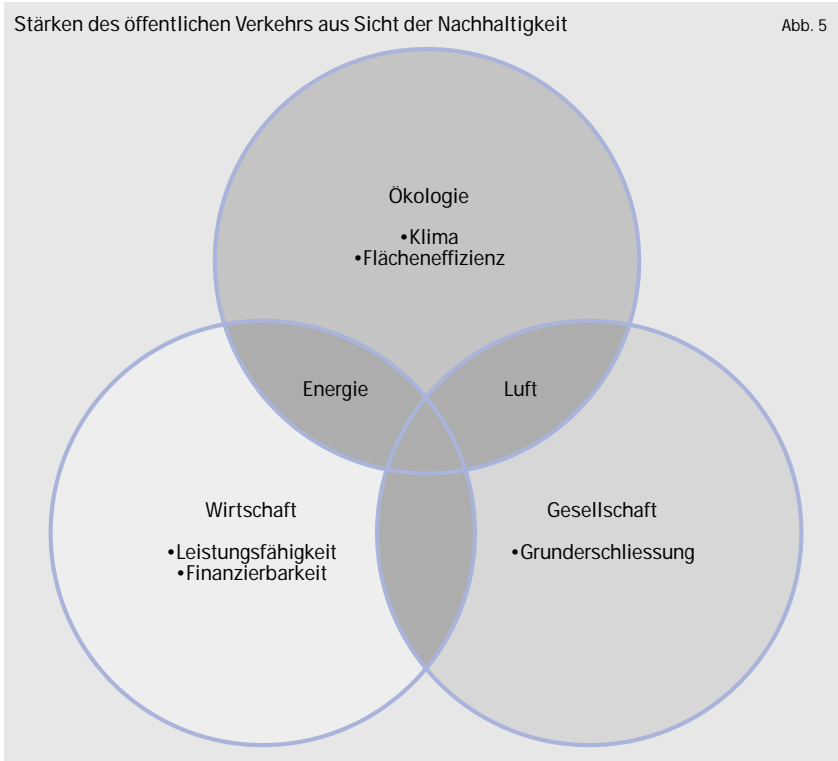 Stärken des öffentlichen Verkehrs aus Sicht der Nachhaltigkeit
Abb. 5
Ökologie
•Klima
•Flächeneffizienz
Energie
Luft
Wirtschaft
•Leistungsfähigkeit
•Finanzierbarkeit
Gesellschaft
•Grunderschliessung